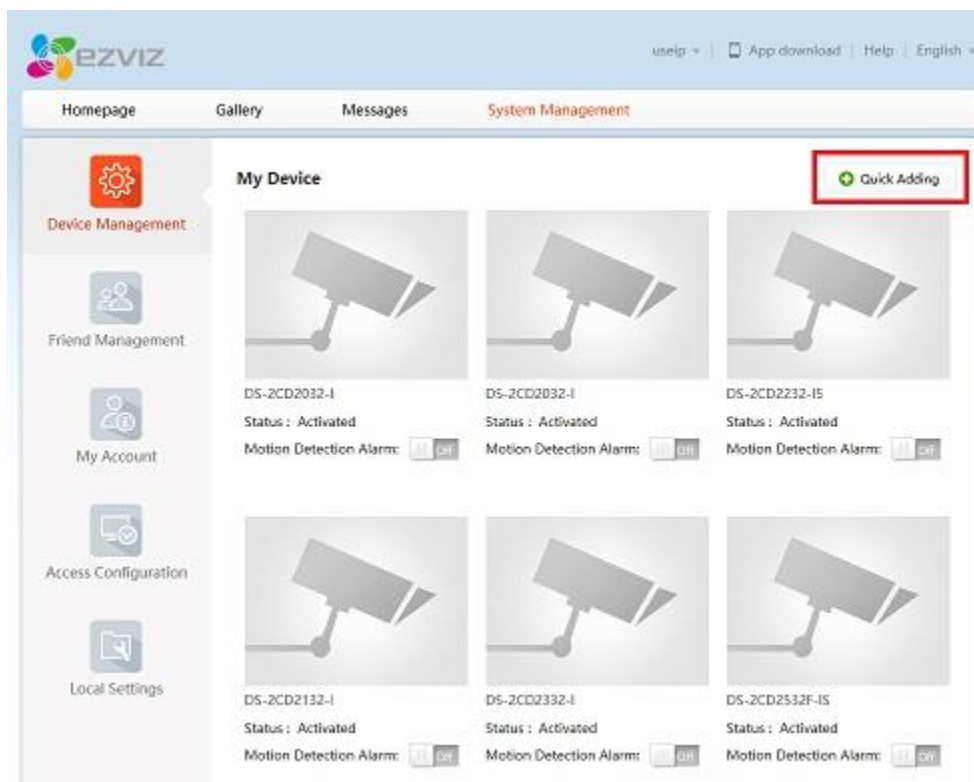 ezviz
useip App download Help English
Homepage Gallery Messages System Management
Device Management
Friend Management
My Account
Access Configuration
Local Settings
My Device
Quick Adding
DS-2CD2032-I DS-2CD2032-I DS-2CD2232-I5
Status : Activated Status : Activated Status : Activated
Motion Detection Alarm: Off Motion Detection Alarm: Off Motion Detection Alarm: Off
DS-2CD2132-I DS-2CD2332-I DS-2CD2532F-IS
Status : Activated Status : Activated Status : Activated
Motion Detection Alarm: Off Motion Detection Alarm: Off Motion Detection Alarm: Off